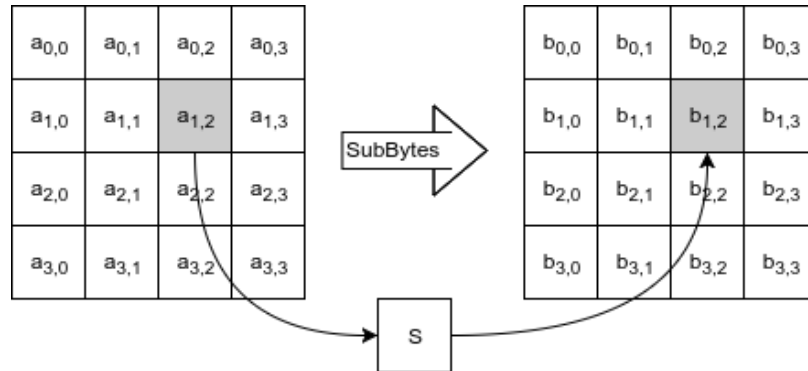 a0,0 a0,1 a0,2 a0,3 b0,0 b0,1 b0,2 b0,3
a1,0 a1,1 a1,2 a1,3 b1,0 b1,1 b1,2 b1,3
SubBytes
a2,0 a2,1 a2,2 a2,3 b2,0 b2,1 b2,2 b2,3
a3,0 a3,1 a3,2 a3,3 b3,0 b3,1 b3,2 b3,3
S